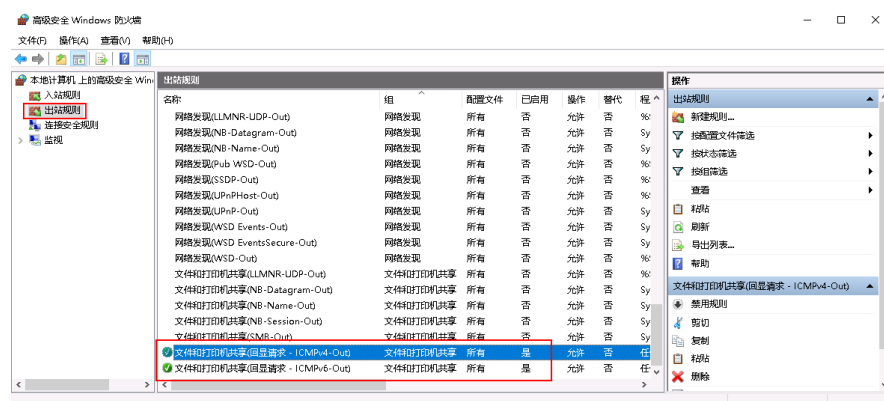 高级安全 Windows 防火墙
文件(F) 操作(A) 查看(V) 帮助(H)
本地计算机 上的高级安全 Win
入站规则
出站规则
连接安全规则
监视
出站规则
名称 组 配置文件 已启用 操作 替代 程
网络发现(LLMNR-UDP-Out) 网络发现 所有 否 允许 否 %
网络发现(NB-Datagram-Out) 网络发现 所有 否 允许 否 Sy
网络发现(NB-Name-Out) 网络发现 所有 否 允许 否 Sy
网络发现(Pub WSD-Out) 网络发现 所有 否 允许 否 %
网络发现(SSDP-Out) 网络发现 所有 否 允许 否 %
网络发现(UPnPHost-Out) 网络发现 所有 否 允许 否 %
网络发现(UPnP-Out) 网络发现 所有 否 允许 否 Sy
网络发现(WSD Events-Out) 网络发现 所有 否 允许 否 Sy
网络发现(WSD EventsSecure-Out) 网络发现 所有 否 允许 否 Sy
网络发现(WSD-Out) 网络发现 所有 否 允许 否 %
文件和打印机共享(LLMNR-UDP-Out) 文件和打印机共享 所有 否 允许 否 %
文件和打印机共享(NB-Datagram-Out) 文件和打印机共享 所有 否 允许 否 Sy
文件和打印机共享(NB-Name-Out) 文件和打印机共享 所有 否 允许 否 Sy
文件和打印机共享(NB-Session-Out) 文件和打印机共享 所有 否 允许 否 Sy
文件和打印机共享(SMB-Out) 文件和打印机共享 所有 否 允许 否 Sy
文件和打印机共享(回显请求 - ICMPv4-Out) 文件和打印机共享 所有 是 允许 否 任
文件和打印机共享(回显请求 - ICMPv6-Out) 文件和打印机共享 所有 是 允许 否 任
操作
出站规则
新建规则...
按配置文件筛选
按状态筛选
按组筛选
查看
粘贴
刷新
导出列表...
帮助
文件和打印机共享(回显请求 - ICMPv4-Out)
禁用规则
剪切
复制
粘贴
删除